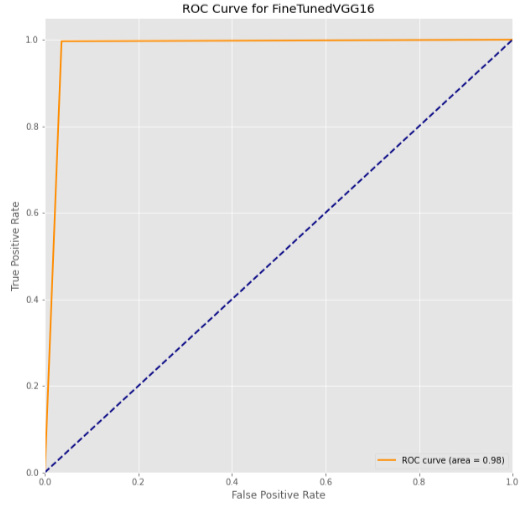 ROC Curve for FineTunedVGG16
1.0
0.8
0.6
0.4
0.2
0.0
True Positive Rate
0.0 0.2 0.4 0.6 0.8 1.0
False Positive Rate
ROC curve (area = 0.98)